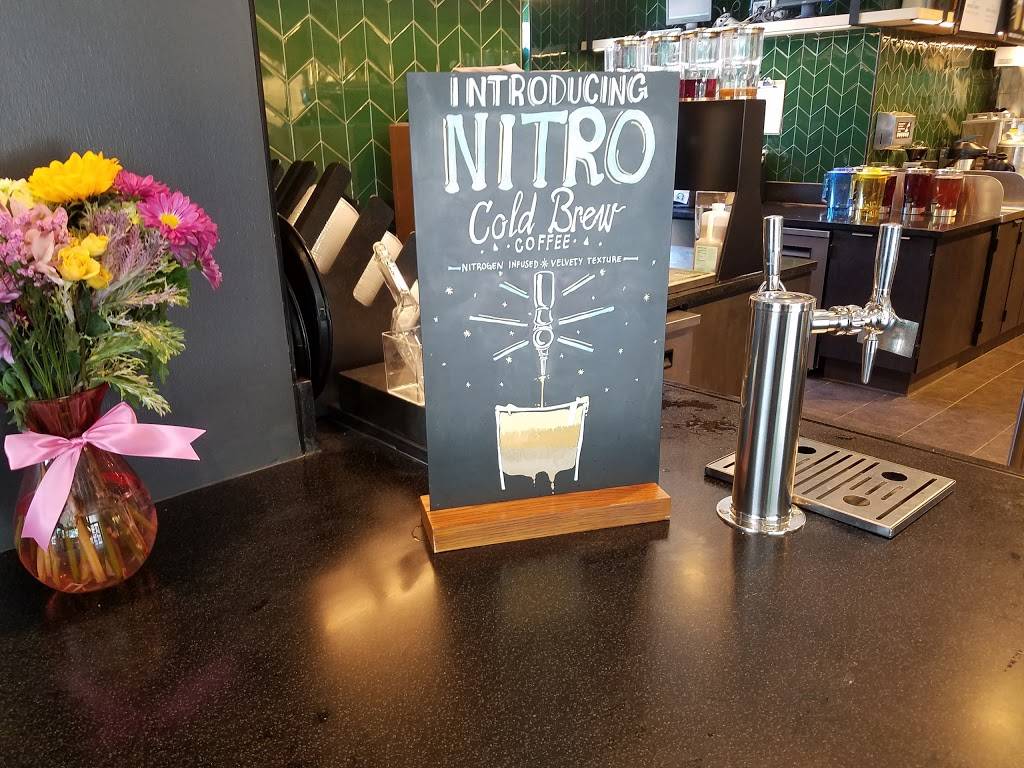 INTRODUCING
NITRO
Cold Brew
COFFEE
NITROGEN INFUSED * VELVETY TEXTURE